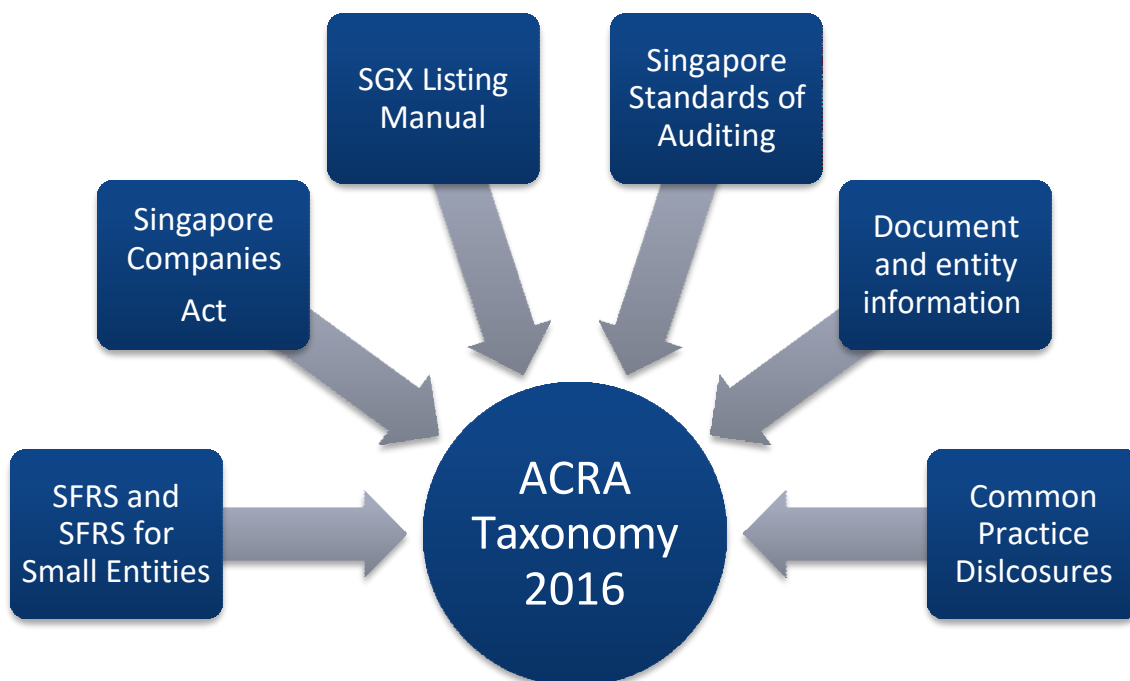 SGX Listing
Manual
Singapore
Standards of
Auditing
Singapore
Companies
Act
Document
and entity
information
SFRS and
SFRS for
Small Entities
ACRA
Taxonomy
2016
Common
Practice
Dislcosures